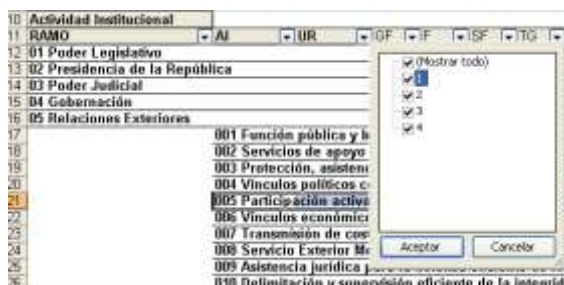 10 Actividad Institucional
11 RAMO AI UR GF F SF TG
12 01 Poder Legislativo
13 02 Presidencia de la República
14 03 Poder Judicial
15 04 Gobernación
16 05 Relaciones Exteriores
17 001 Función pública y b
18 002 Servicios de apoyo
19 003 Protección, asisten
20 004 Vínculos políticos c
21 005 Participación activa
22 006 Vínculos económic
23 007 Transmisión de cos
24 008 Servicio Exterior M
25 009 Asistencia jurídica
26 010 Delimitación y supervisión eficiente de la integrid
(Mostrar todo)
1
2
3
4
Aceptar Cancelar